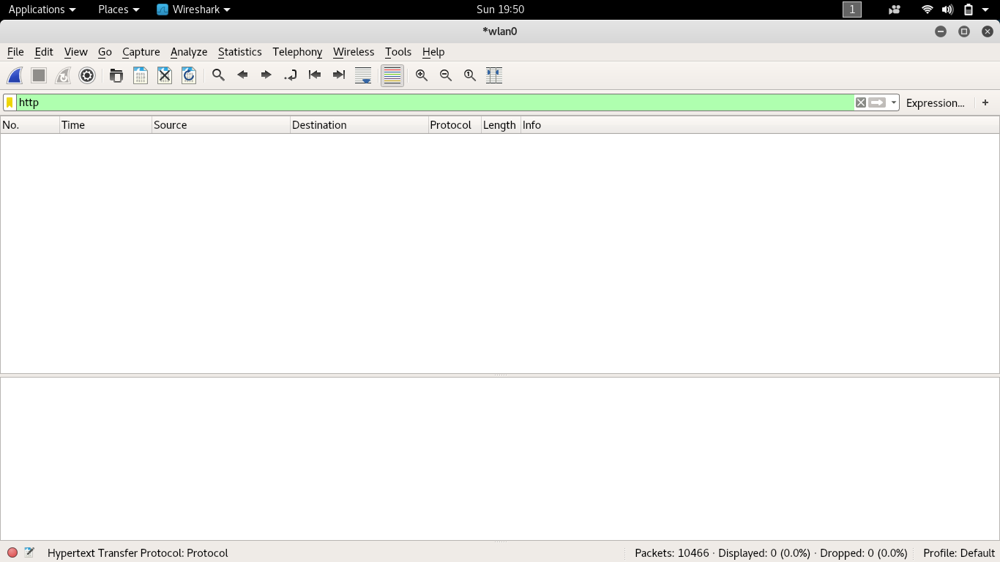 Applications Places Wireshark Sun 19:50 1
*wlan0
File Edit View Go Capture Analyze Statistics Telephony Wireless Tools Help
http Expression... +
No. Time Source Destination Protocol Length Info
Hypertext Transfer Protocol: Protocol Packets: 10466 · Displayed: 0 (0.0%) · Dropped: 0 (0.0%) Profile: Default